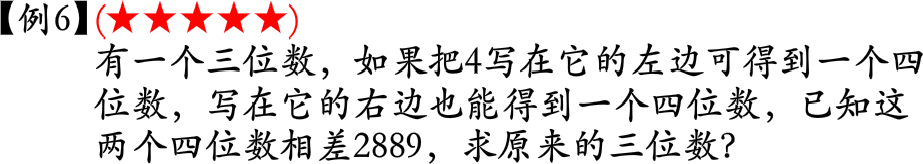 【例6】(★★★★★)
有一个三位数，如果把4写在它的左边可得到一个四
位数，写在它的右边也能得到一个四位数，已知这
两个四位数相差2889，求原来的三位数？